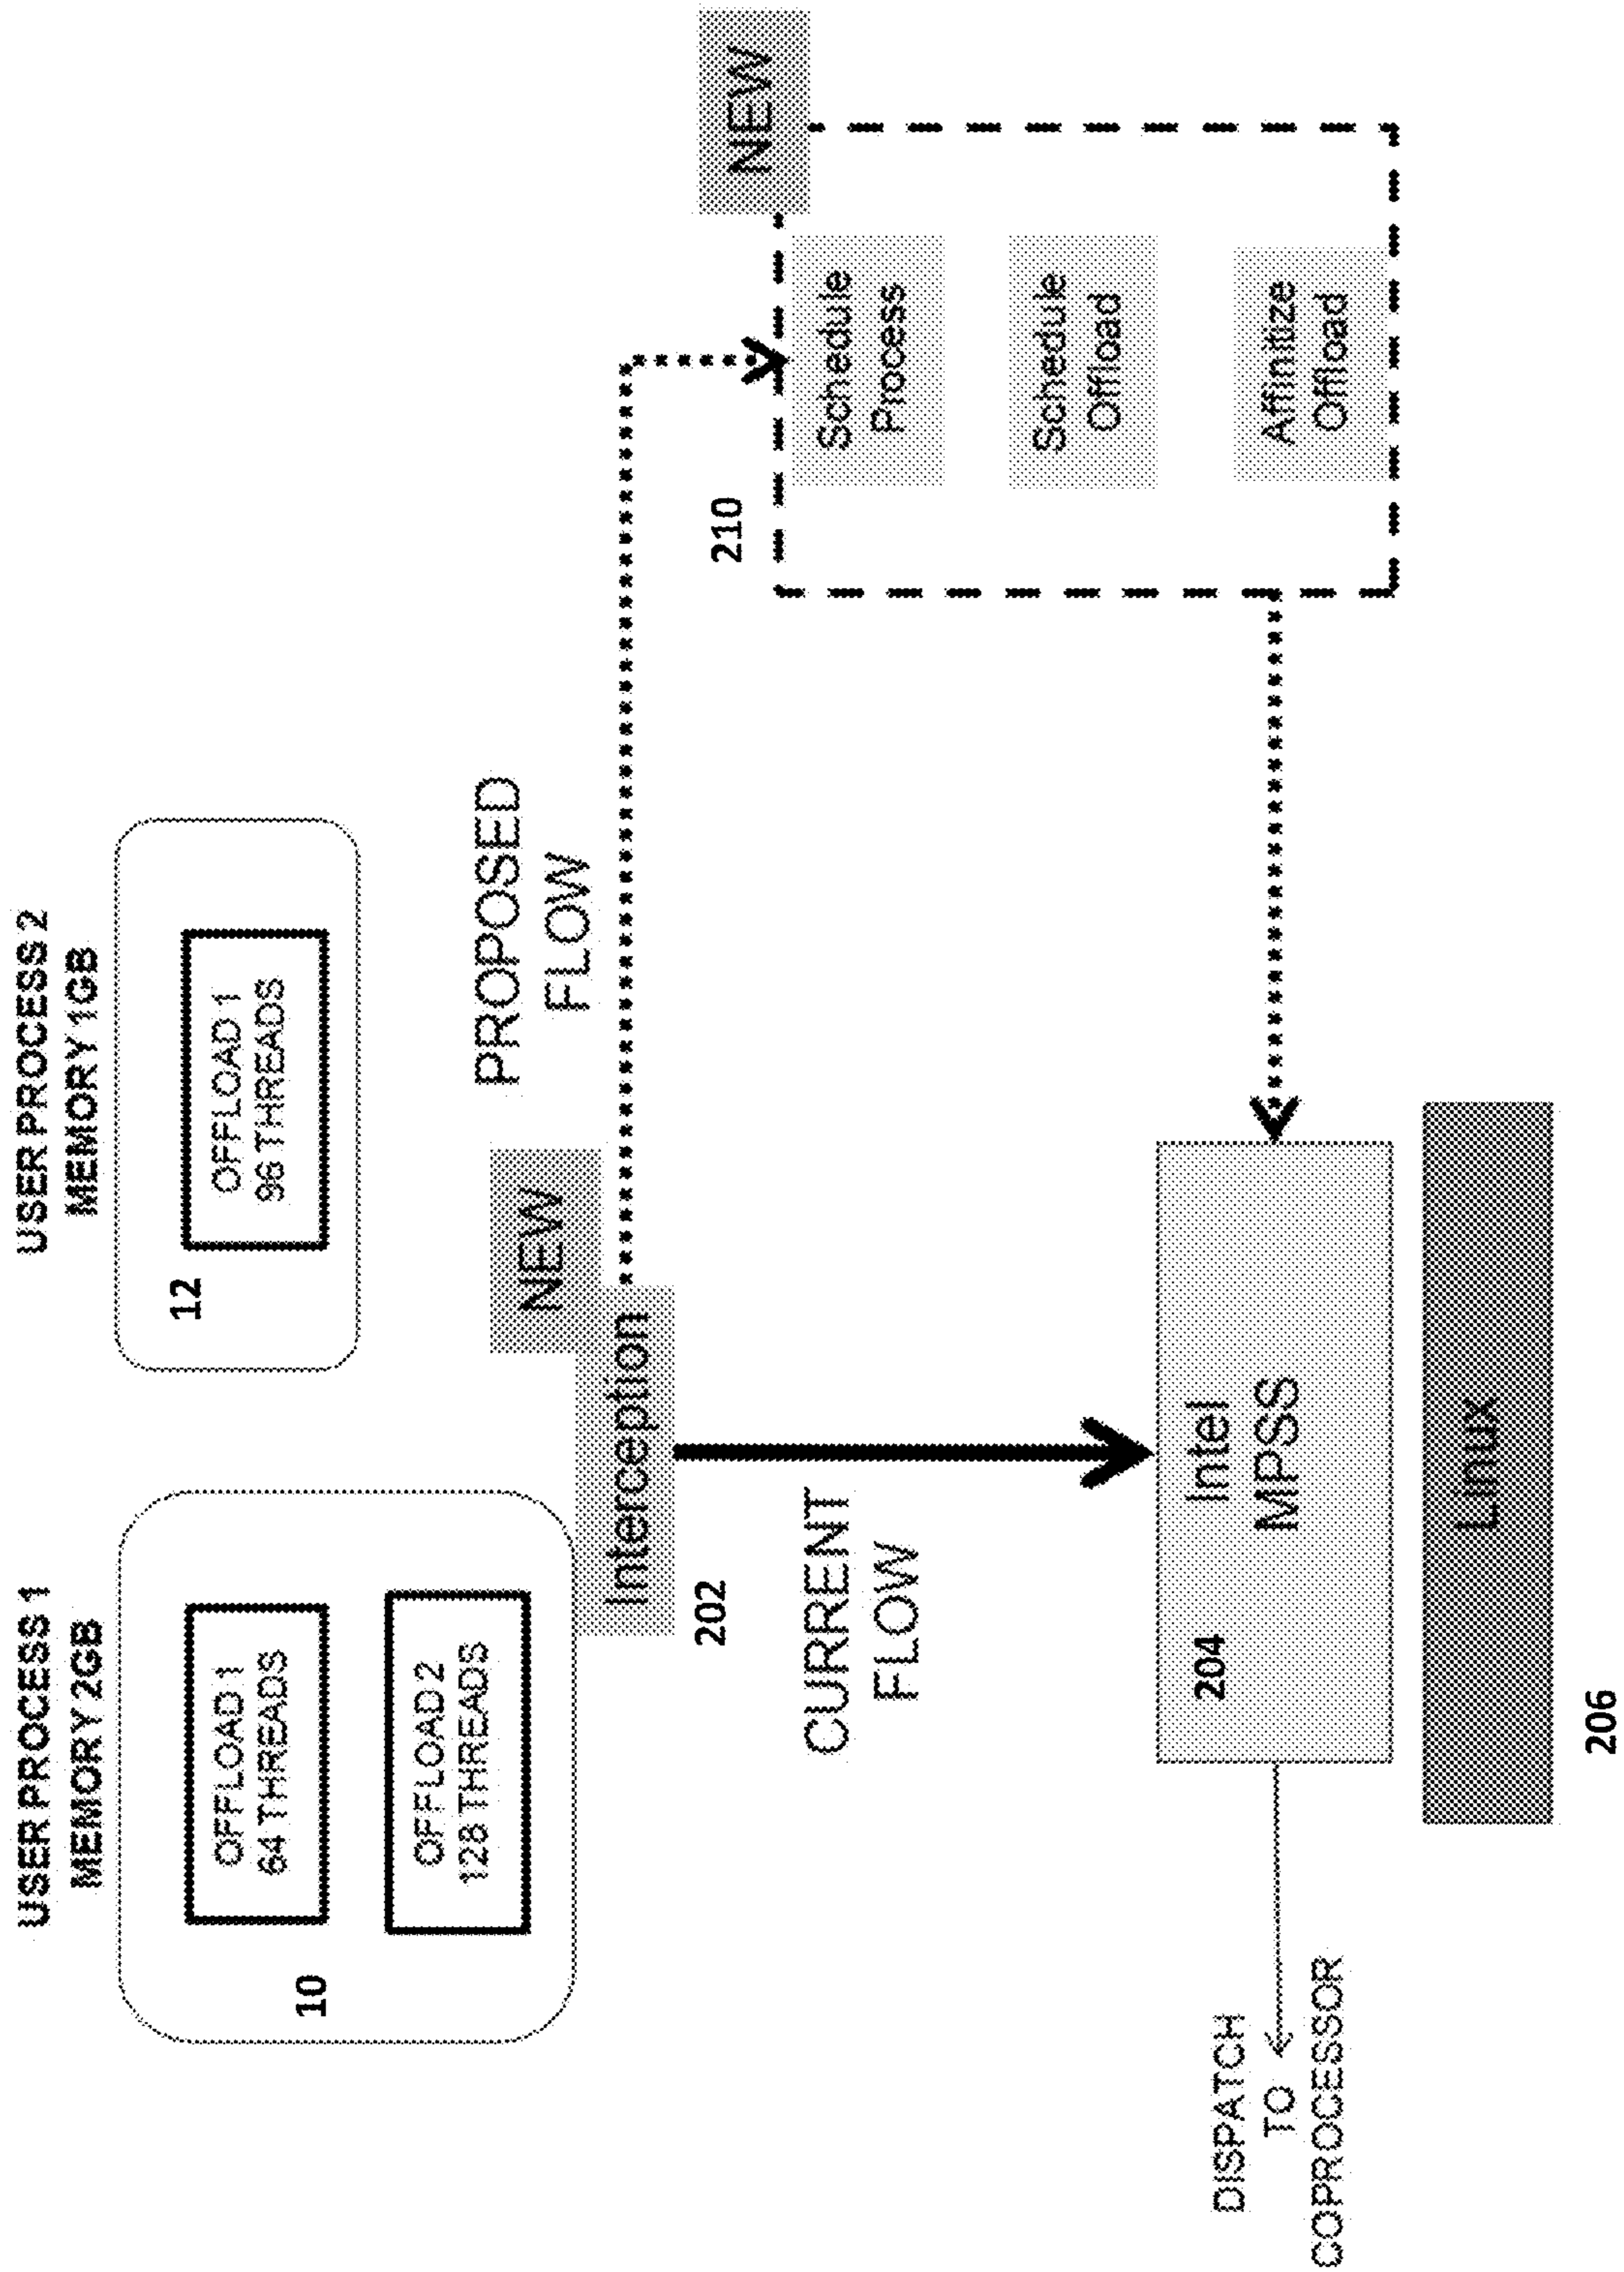 USER PROCESS 1
MEMORY 2GB
OFFLOAD 1
64 THREADS
OFFLOAD 2
128 THREADS
10
USER PROCESS 2
MEMORY 1GB
12
OFFLOAD 1
96 THREADS
NEW
Interception
202
PROPOSED
FLOW
CURRENT
FLOW
210
NEW
Schedule
Process
Schedule
Offload
Affinitize
Offload
204
Intel
MPSS
Linux
206
DISPATCH
TO
COPROCESSOR